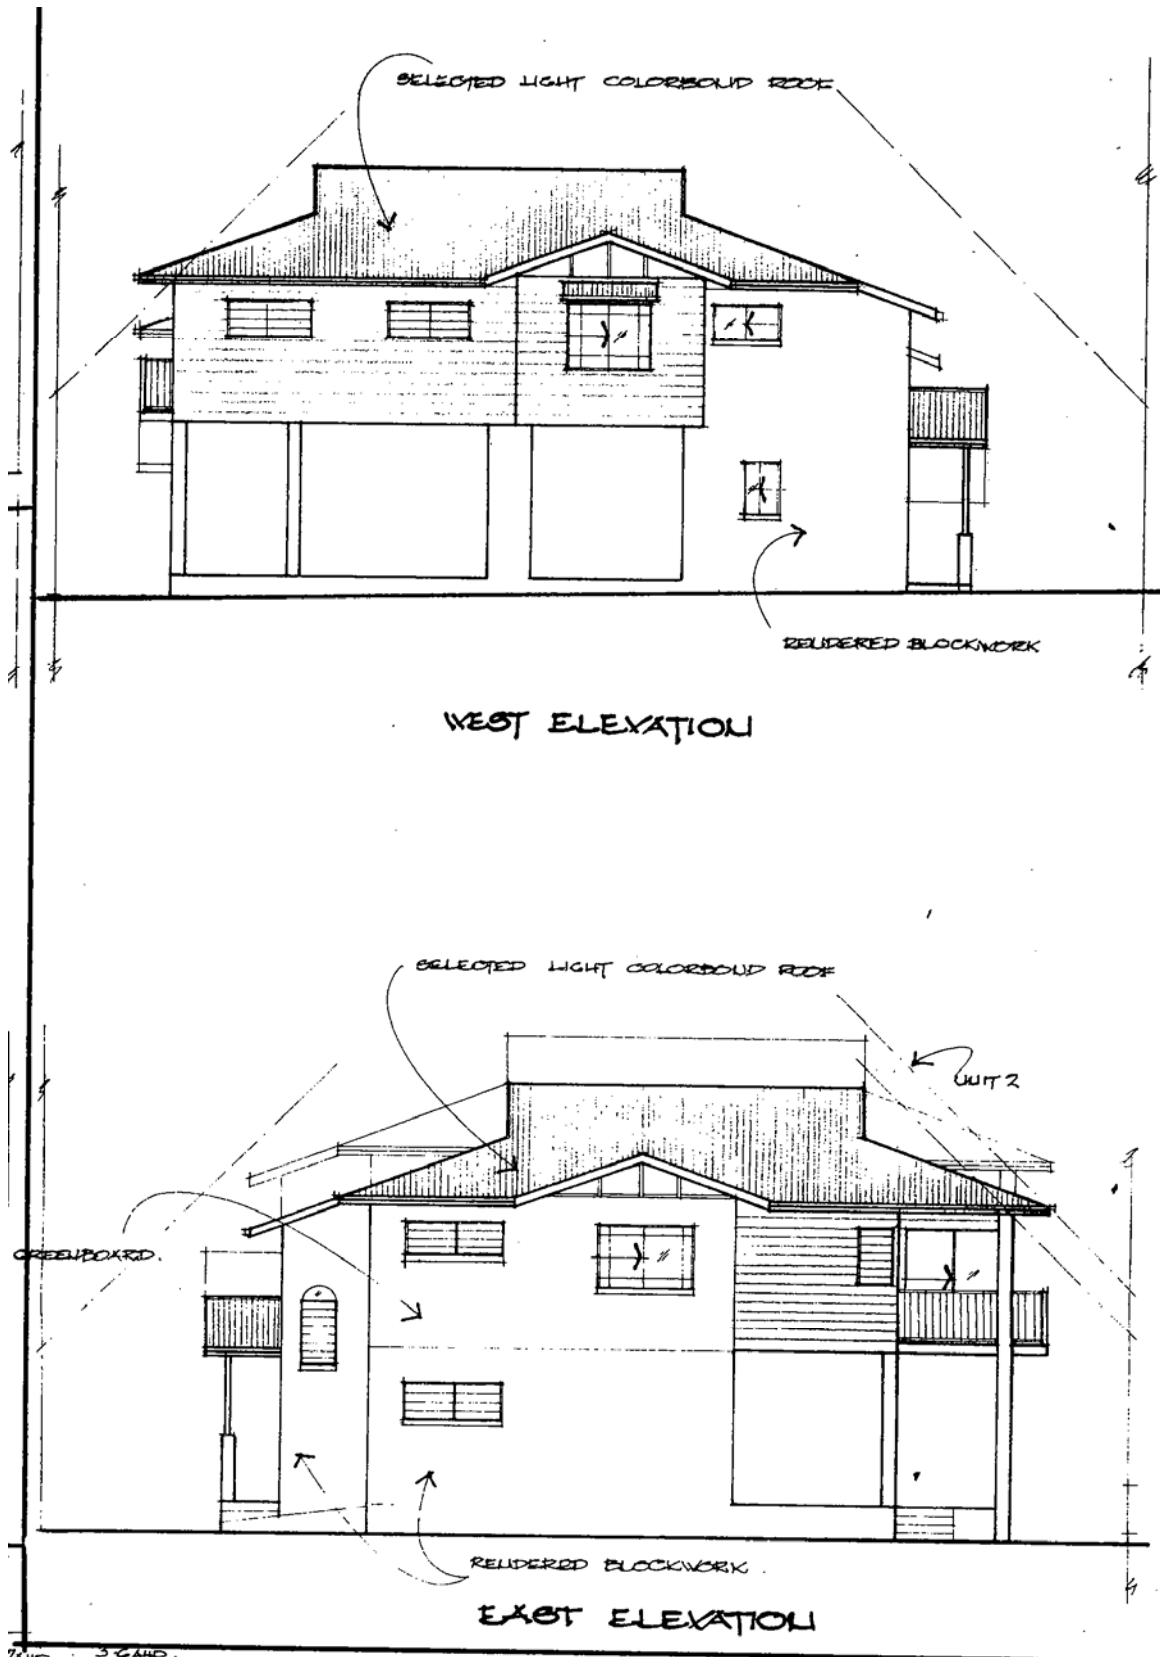 SELECTED LIGHT COLORBOND ROOF
RENDERED BLOCKWORK
WEST ELEVATION
SELECTED LIGHT COLORBOND ROOF
UNIT 2
GREENBOARD.
RENDERED BLOCKWORK.
EAST ELEVATION